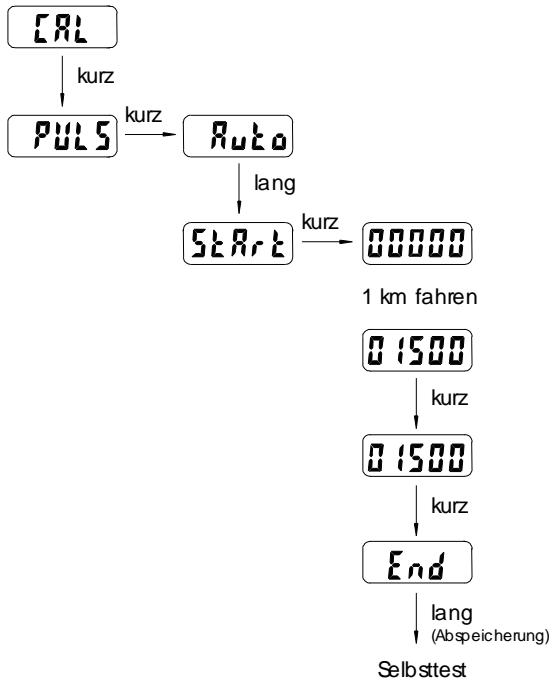 CAL
kurz
PULS
kurz
Auto
lang
StArt
kurz
00000
1 km fahren
01500
kurz
01500
kurz
End
lang
(Abspeicherung)
Selbsttest